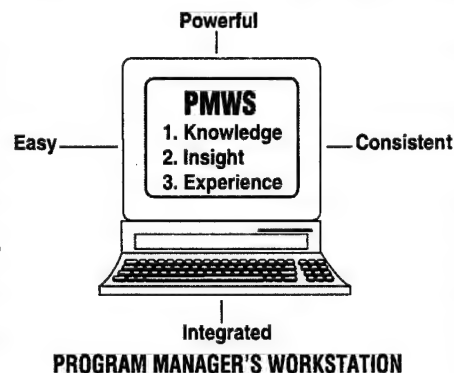 Powerful
PMWS
1. Knowledge
Easy
2. Insight
Consistent
3. Experience
Integrated
PROGRAM MANAGER'S WORKSTATION